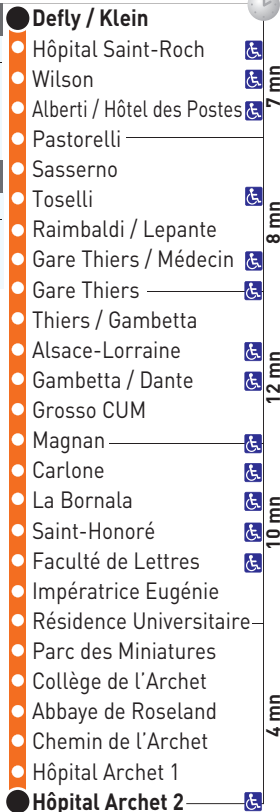 Defly / Klein
Hôpital Saint-Roch
Wilson
7 mn
Alberti / Hôtel des Postes
Pastorelli
Sasserno
Toselli
8 mn
Raimbaldi / Lepante
Gare Thiers / Médecin
Gare Thiers
Thiers / Gambetta
Alsace-Lorraine
12 mn
Gambetta / Dante
Grosso CUM
Magnan
Carlone
La Bornala
10 mn
Saint-Honoré
Faculté de Lettres
Impératrice Eugénie
Résidence Universitaire
Parc des Miniatures
Collège de l’Archet
Abbaye de Roseland
4 mn
Chemin de l’Archet
Hôpital Archet 1
Hôpital Archet 2